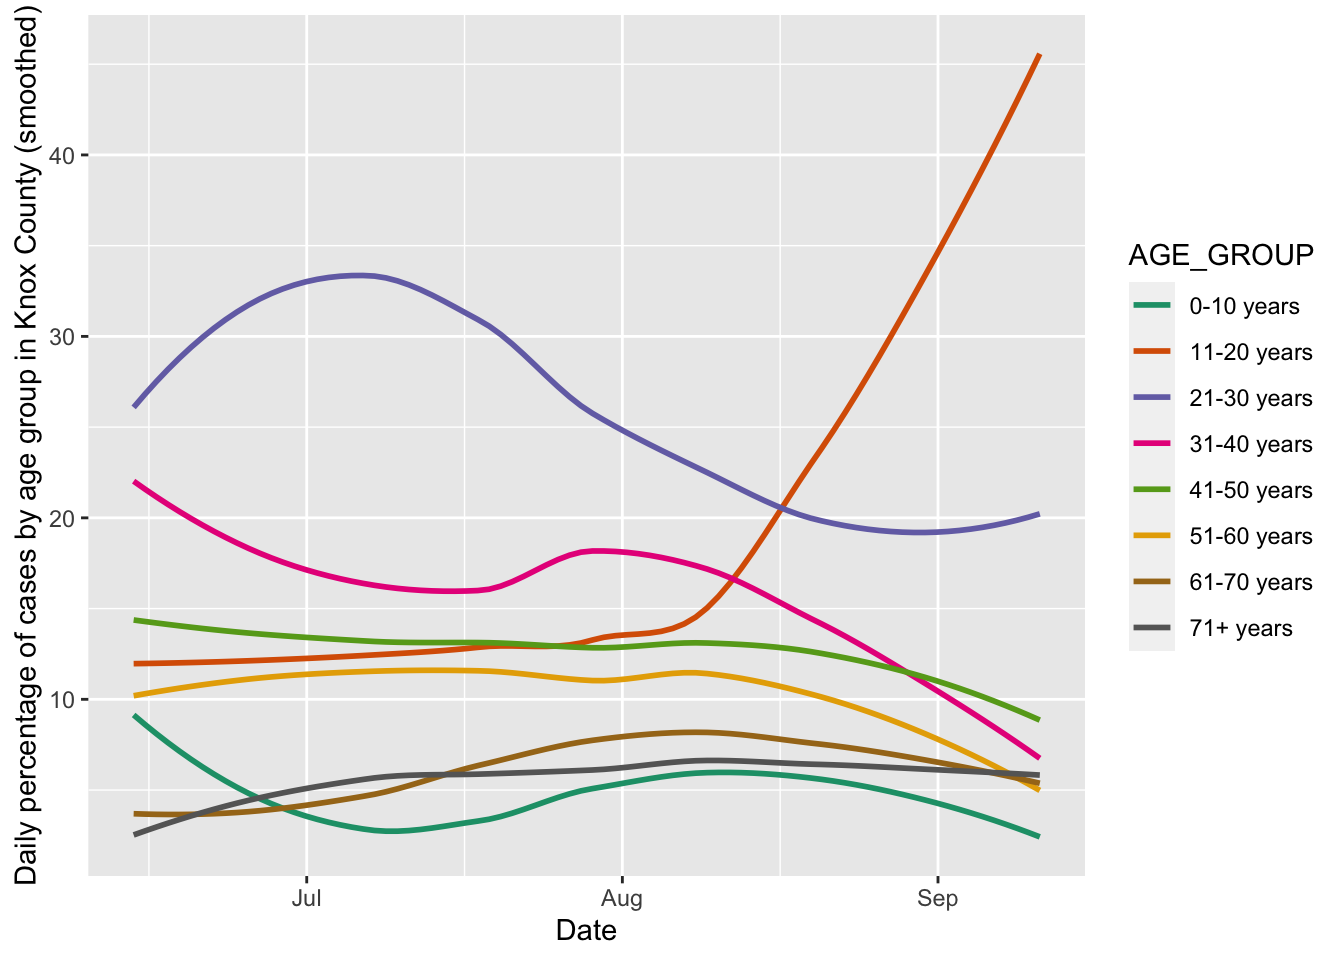 Daily percentage of cases by age group in Knox County (smoothed)
40
30
20
10
Jul
Aug
Sep
Date
AGE_GROUP
0-10 years
11-20 years
21-30 years
31-40 years
41-50 years
51-60 years
61-70 years
71+ years